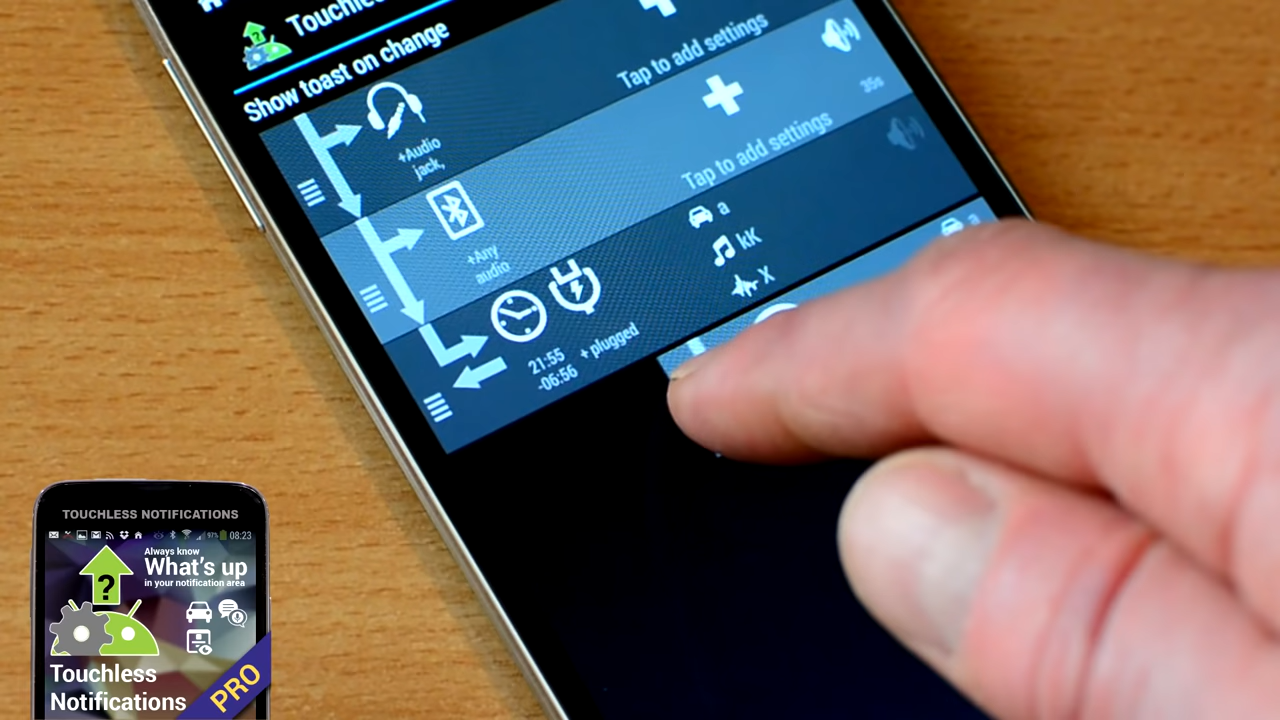 Touchless
Show toast on change
Tap to add settings
+Audio
jack,
35s
Tap to add settings
+Any
audio
a
kK
X
21:55
-06:56
+ plugged
a
TOUCHLESS NOTIFICATIONS
97%
08:23
Always know
What's up
in your notification area
?
Touchless
Notifications
PRO